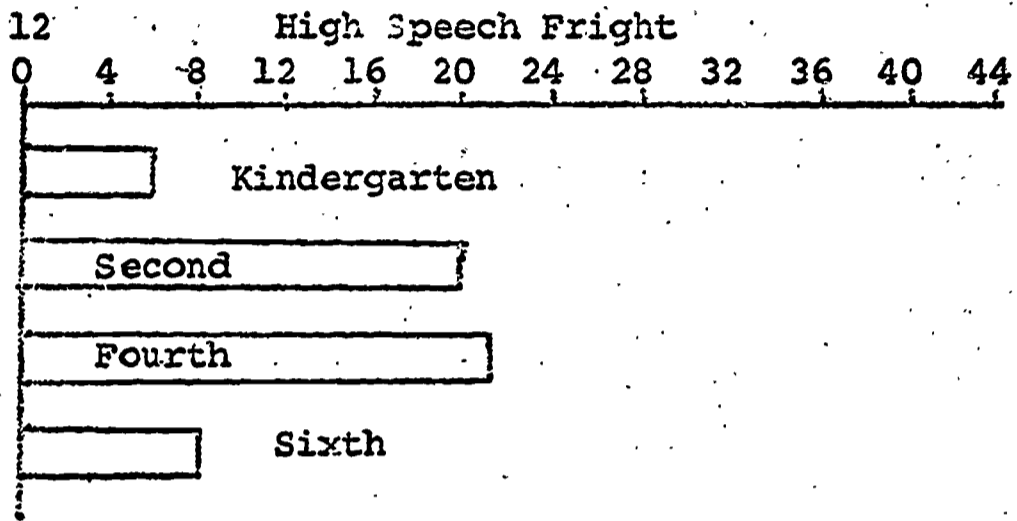 12 High Speech Fright
0 4 8 12 16 20 24 28 32 36 40 44
Kindergarten
Second
Fourth
Sixth